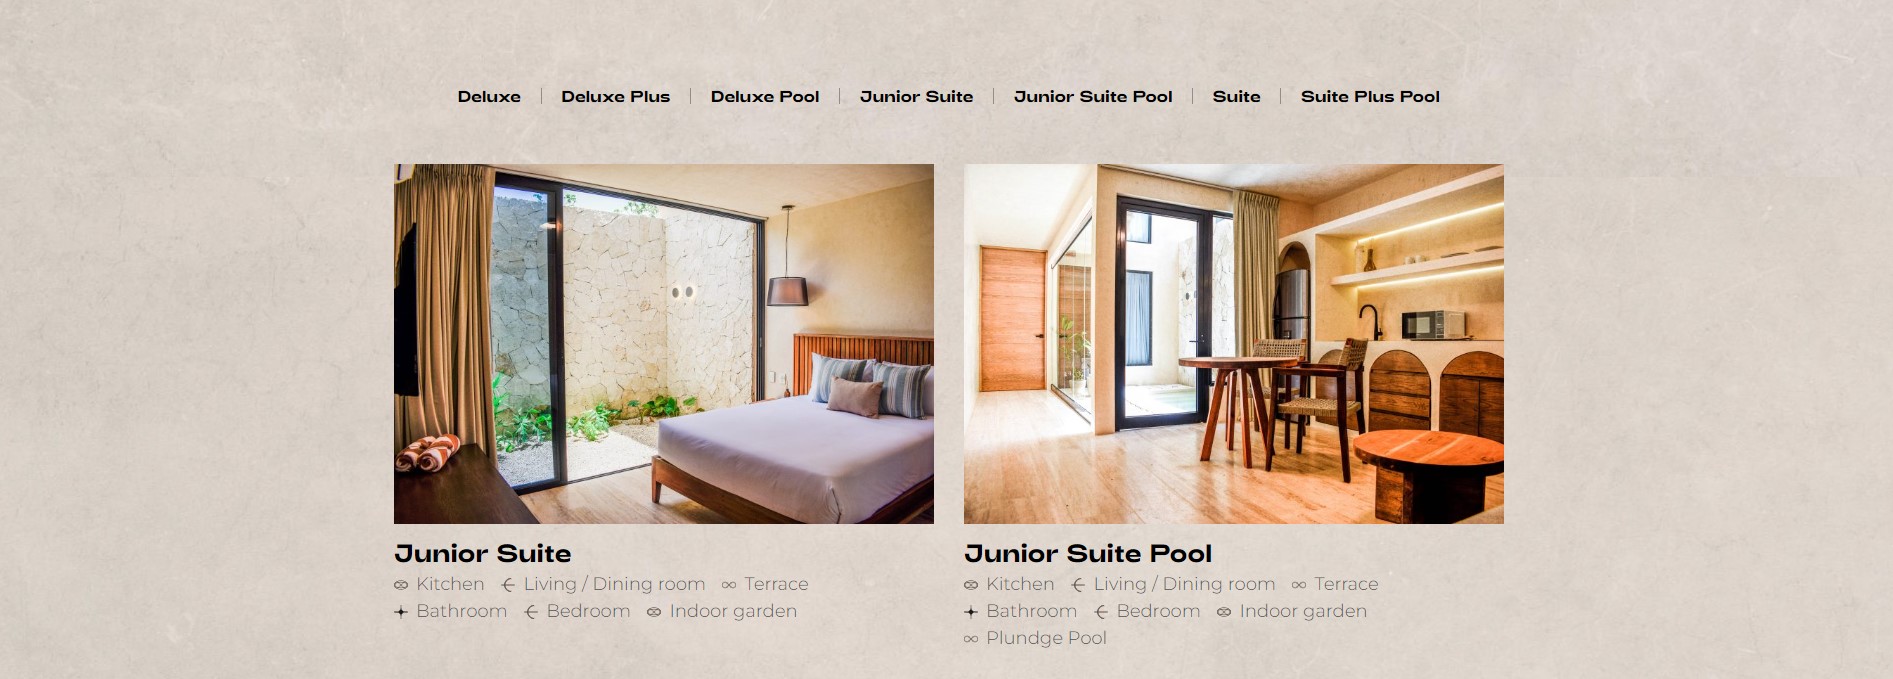 Deluxe Deluxe Plus Deluxe Pool Junior Suite Junior Suite Pool Suite Suite Plus Pool
Junior Suite
Kitchen Living / Dining room Terrace
Bathroom Bedroom Indoor garden
Junior Suite Pool
Kitchen Living / Dining room Terrace
Bathroom Bedroom Indoor garden
Plundge Pool